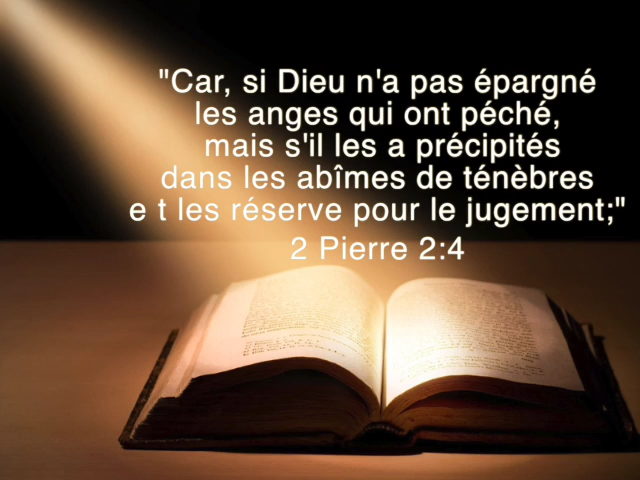 "Car, si Dieu n'a pas épargné
les anges qui ont péché,
mais s'il les a précipités
dans les abîmes de ténèbres
e t les réserve pour le jugement;"
2 Pierre 2:4